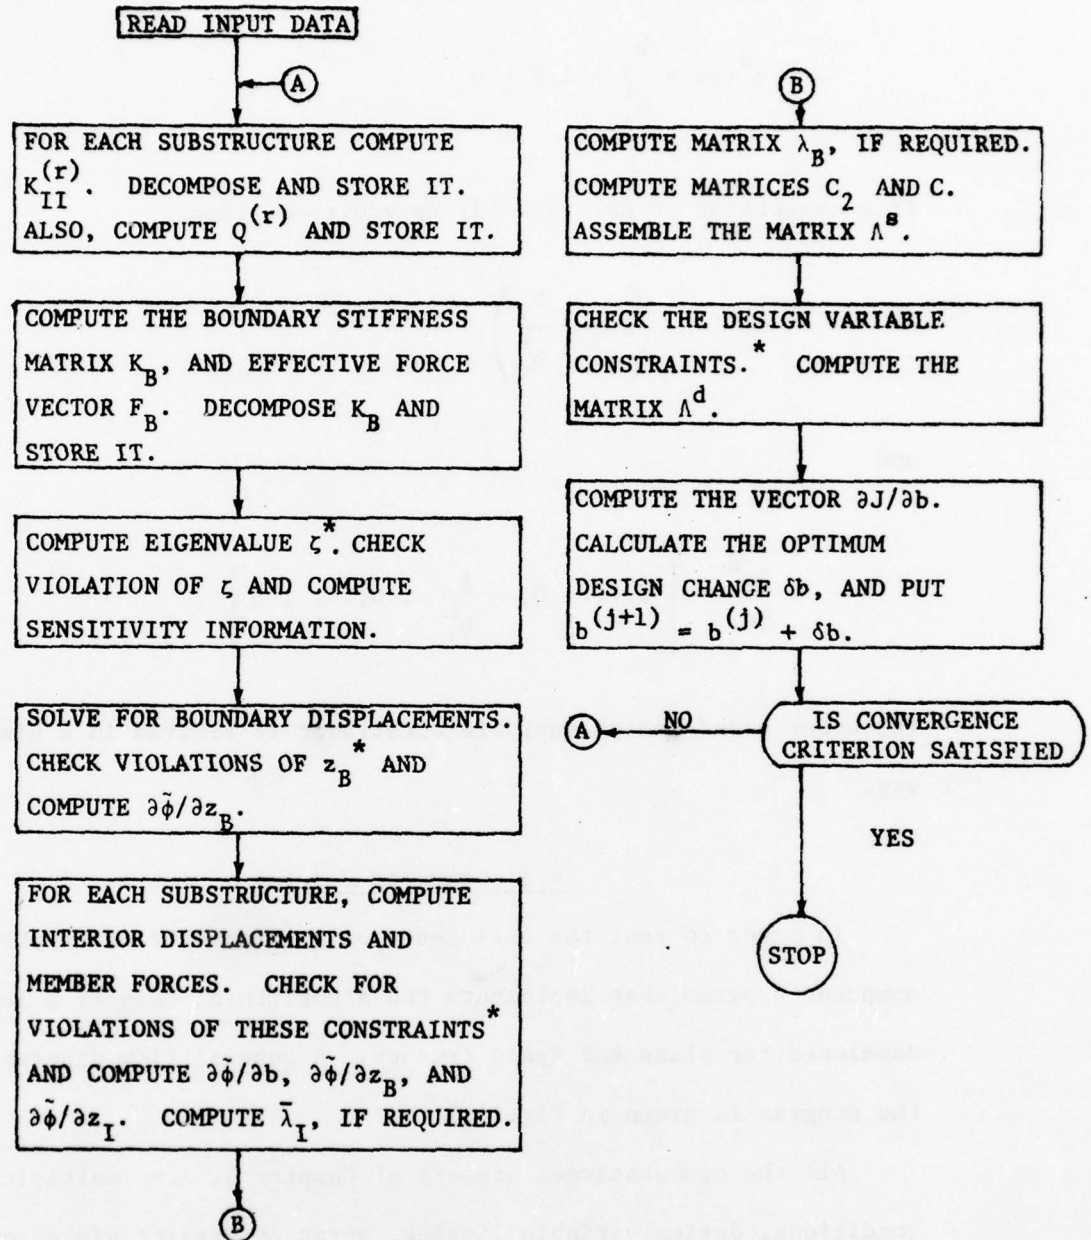 READ INPUT DATA
A
FOR EACH SUBSTRUCTURE COMPUTE
K_{II}^{(r)}. DECOMPOSE AND STORE IT.
ALSO, COMPUTE Q^{(r)} AND STORE IT.
COMPUTE THE BOUNDARY STIFFNESS
MATRIX K_B, AND EFFECTIVE FORCE
VECTOR F_B. DECOMPOSE K_B AND
STORE IT.
COMPUTE EIGENVALUE ζ*. CHECK
VIOLATION OF ζ AND COMPUTE
SENSITIVITY INFORMATION.
SOLVE FOR BOUNDARY DISPLACEMENTS.
CHECK VIOLATIONS OF z_B* AND
COMPUTE ∂φ̃/∂z_B.
FOR EACH SUBSTRUCTURE, COMPUTE
INTERIOR DISPLACEMENTS AND
MEMBER FORCES. CHECK FOR
VIOLATIONS OF THESE CONSTRAINTS*
AND COMPUTE ∂φ̃/∂b, ∂φ̃/∂z_B, AND
∂φ̃/∂z_I. COMPUTE λ̄_I, IF REQUIRED.
B
B
COMPUTE MATRIX λ_B, IF REQUIRED.
COMPUTE MATRICES C_2 AND C.
ASSEMBLE THE MATRIX Λ^s.
CHECK THE DESIGN VARIABLE
CONSTRAINTS.* COMPUTE THE
MATRIX Λ^d.
COMPUTE THE VECTOR ∂J/∂b.
CALCULATE THE OPTIMUM
DESIGN CHANGE δb, AND PUT
b^{(j+1)} = b^{(j)} + δb.
A
NO
IS CONVERGENCE
CRITERION SATISFIED
YES
STOP